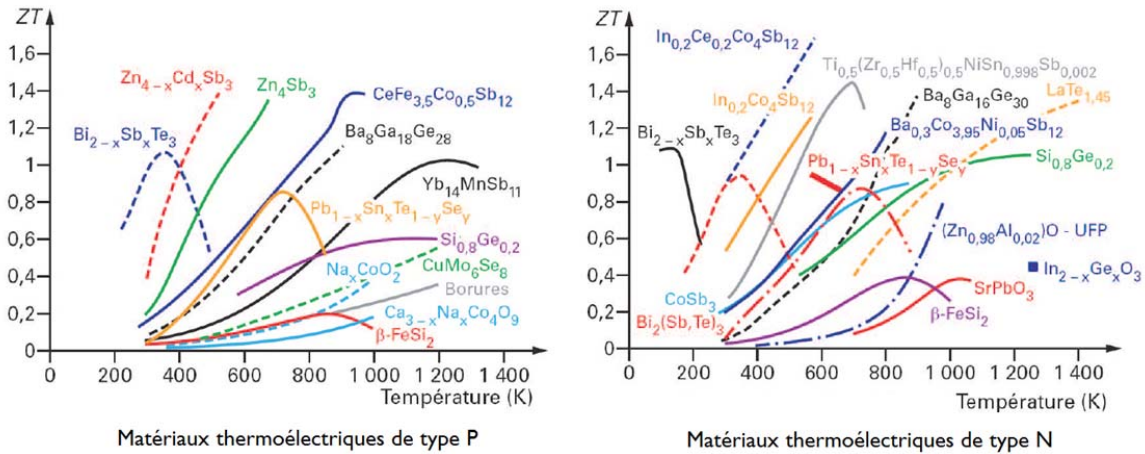 ZT
1,6
1,4
1,2
1
0,8
0,6
0,4
0,2
0
Zn4−xCdxSb3
Zn4Sb3
CeFe3,5Co0,5Sb12
Bi2−xSbxTe3
Ba8Ga18Ge28
Yb14MnSb11
Pb1−xSnxTe1−ySey
Si0,8Ge0,2
NaxCoO2
CuMo6Se8
Borures
Ca3−xNaxCo4O9
β-FeSi2
0 200 400 600 800 1 000 1 200 1 400
Température (K)
Matériaux thermoélectriques de type P
ZT
1,6
1,4
1,2
1
0,8
0,6
0,4
0,2
0
In0,2Ce0,2Co4Sb12
Ti0,5(Zr0,5Hf0,5)0,5NiSn0,998Sb0,002
In0,2Co4Sb12
Ba8Ga16Ge30
LaTe1,45
Bi2−xSbxTe3
Ba0,3Co3,95Ni0,05Sb12
Pb1−xSnxTe1−ySey
Si0,8Ge0,2
(Zn0,98Al0,02)O - UFP
In2−xGexO3
CoSb3
SrPbO3
Bi2(Sb,Te)3
β-FeSi2
0 200 400 600 800 1 000 1 200 1 400
Température (K)
Matériaux thermoélectriques de type N